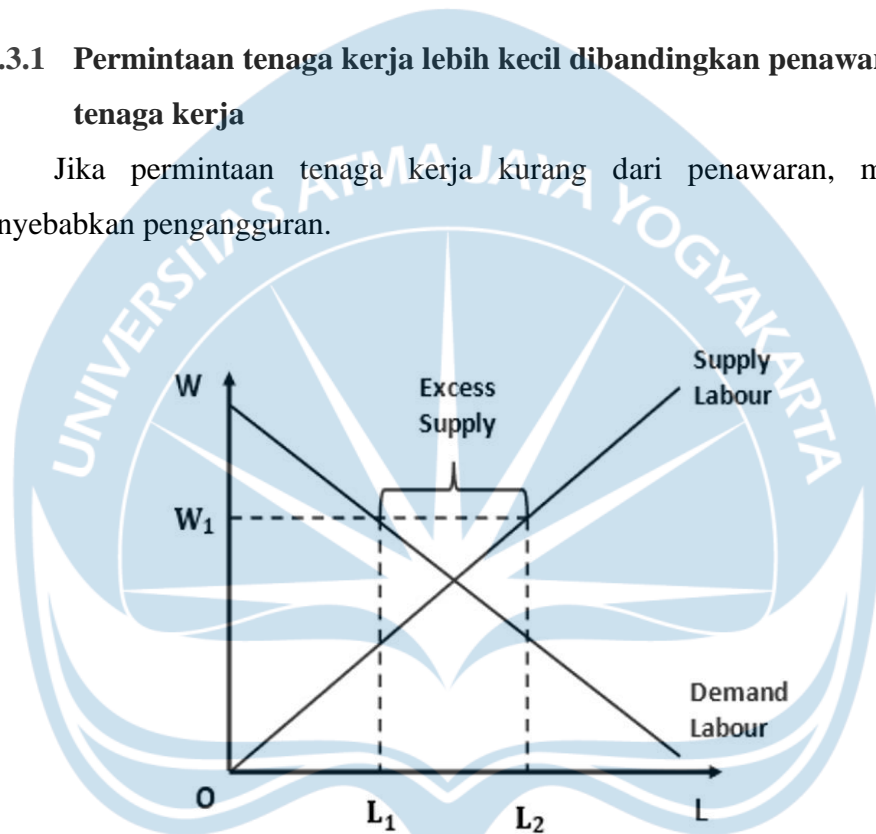 .3.1 Permintaan tenaga kerja lebih kecil dibandingkan penawar
tenaga kerja
Jika permintaan tenaga kerja kurang dari penawaran, m
nyebabkan pengangguran.
UNIVERSITAS ATMA JAYA YOGYAKARTA
W
Excess
Supply
Supply
Labour
W₁
Demand
Labour
O
L₁
L₂
L